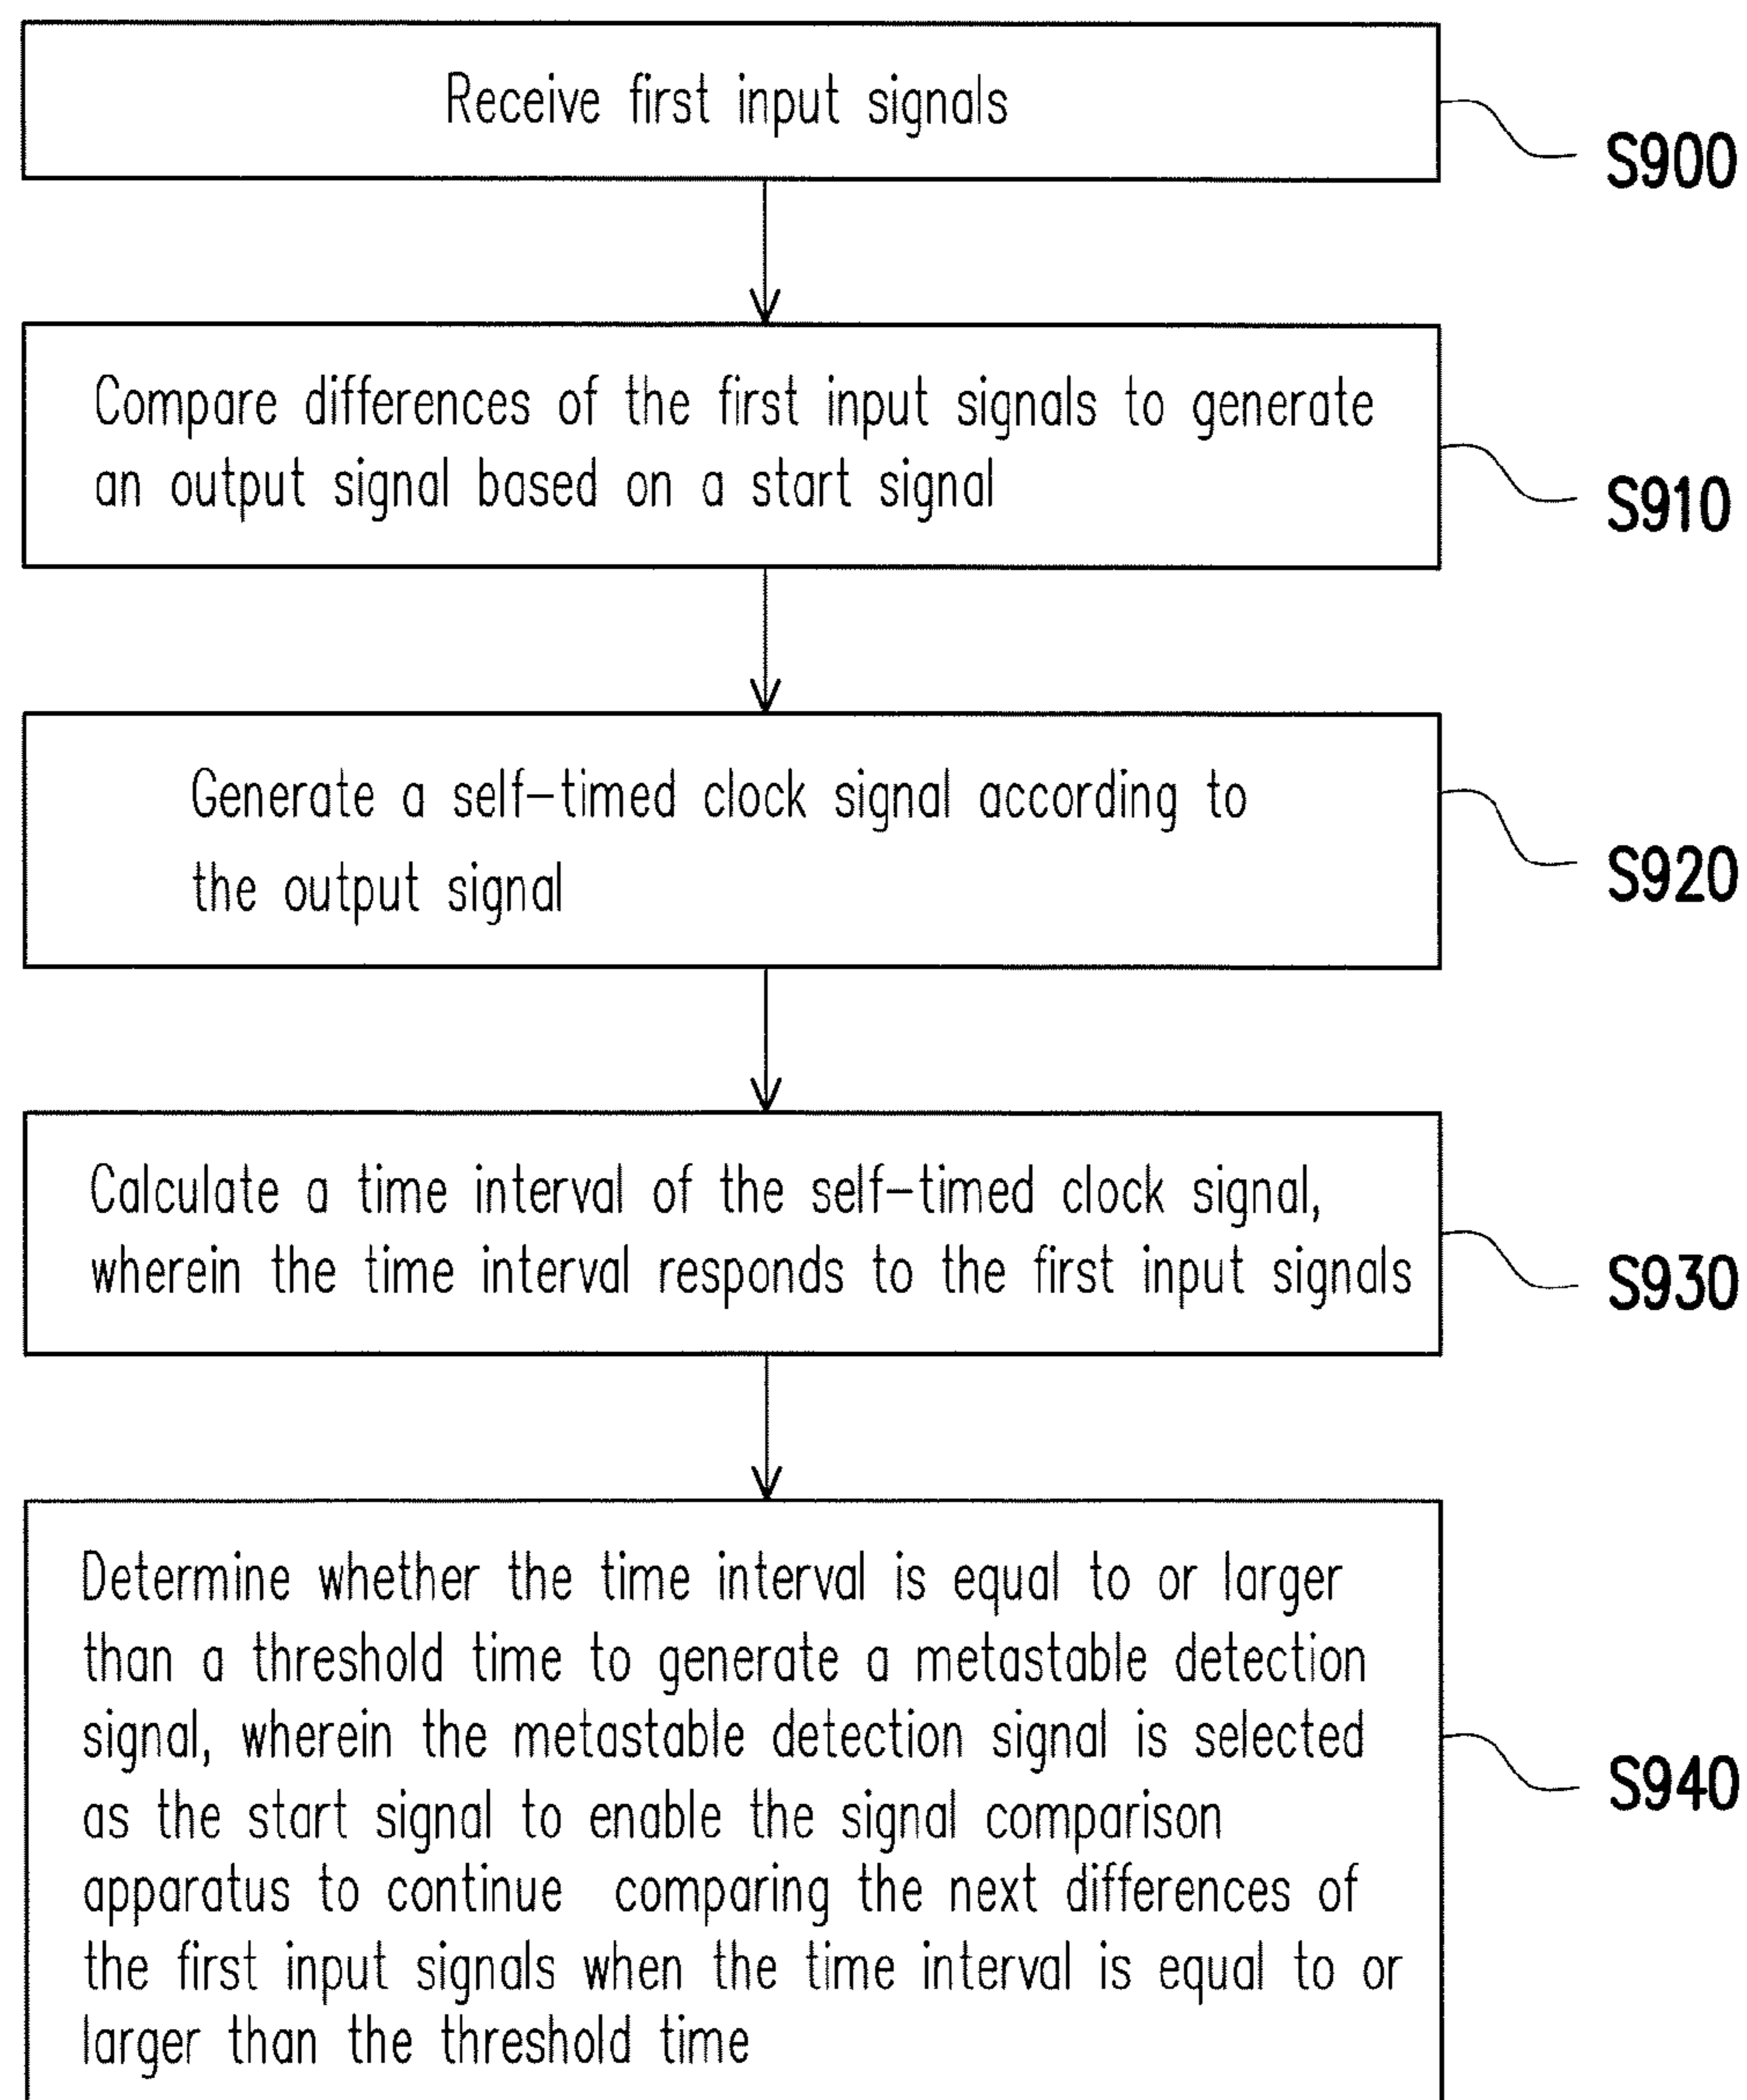 Receive first input signals
S900
Compare differences of the first input signals to generate
an output signal based on a start signal
S910
Generate a self-timed clock signal according to
the output signal
S920
Calculate a time interval of the self-timed clock signal,
wherein the time interval responds to the first input signals
S930
Determine whether the time interval is equal to or larger
than a threshold time to generate a metastable detection
signal, wherein the metastable detection signal is selected
as the start signal to enable the signal comparison
apparatus to continue comparing the next differences of
the first input signals when the time interval is equal to or
larger than the threshold time
S940